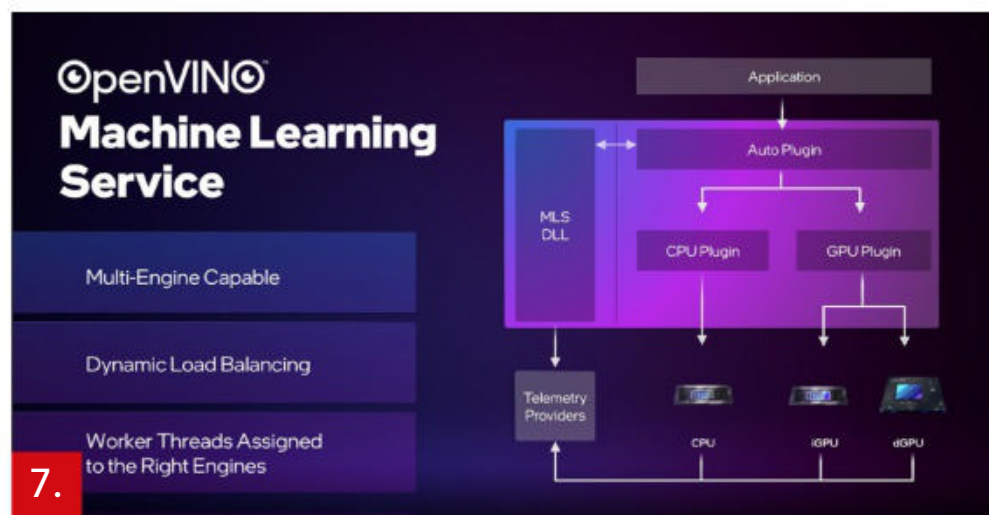 OpenVINO™
Machine Learning
Service
Multi-Engine Capable
Dynamic Load Balancing
Worker Threads Assigned
to the Right Engines
7.
Application
Auto Plugin
MLS
DLL
CPU Plugin
GPU Plugin
Telemetry
Providers
CPU
iGPU
dGPU